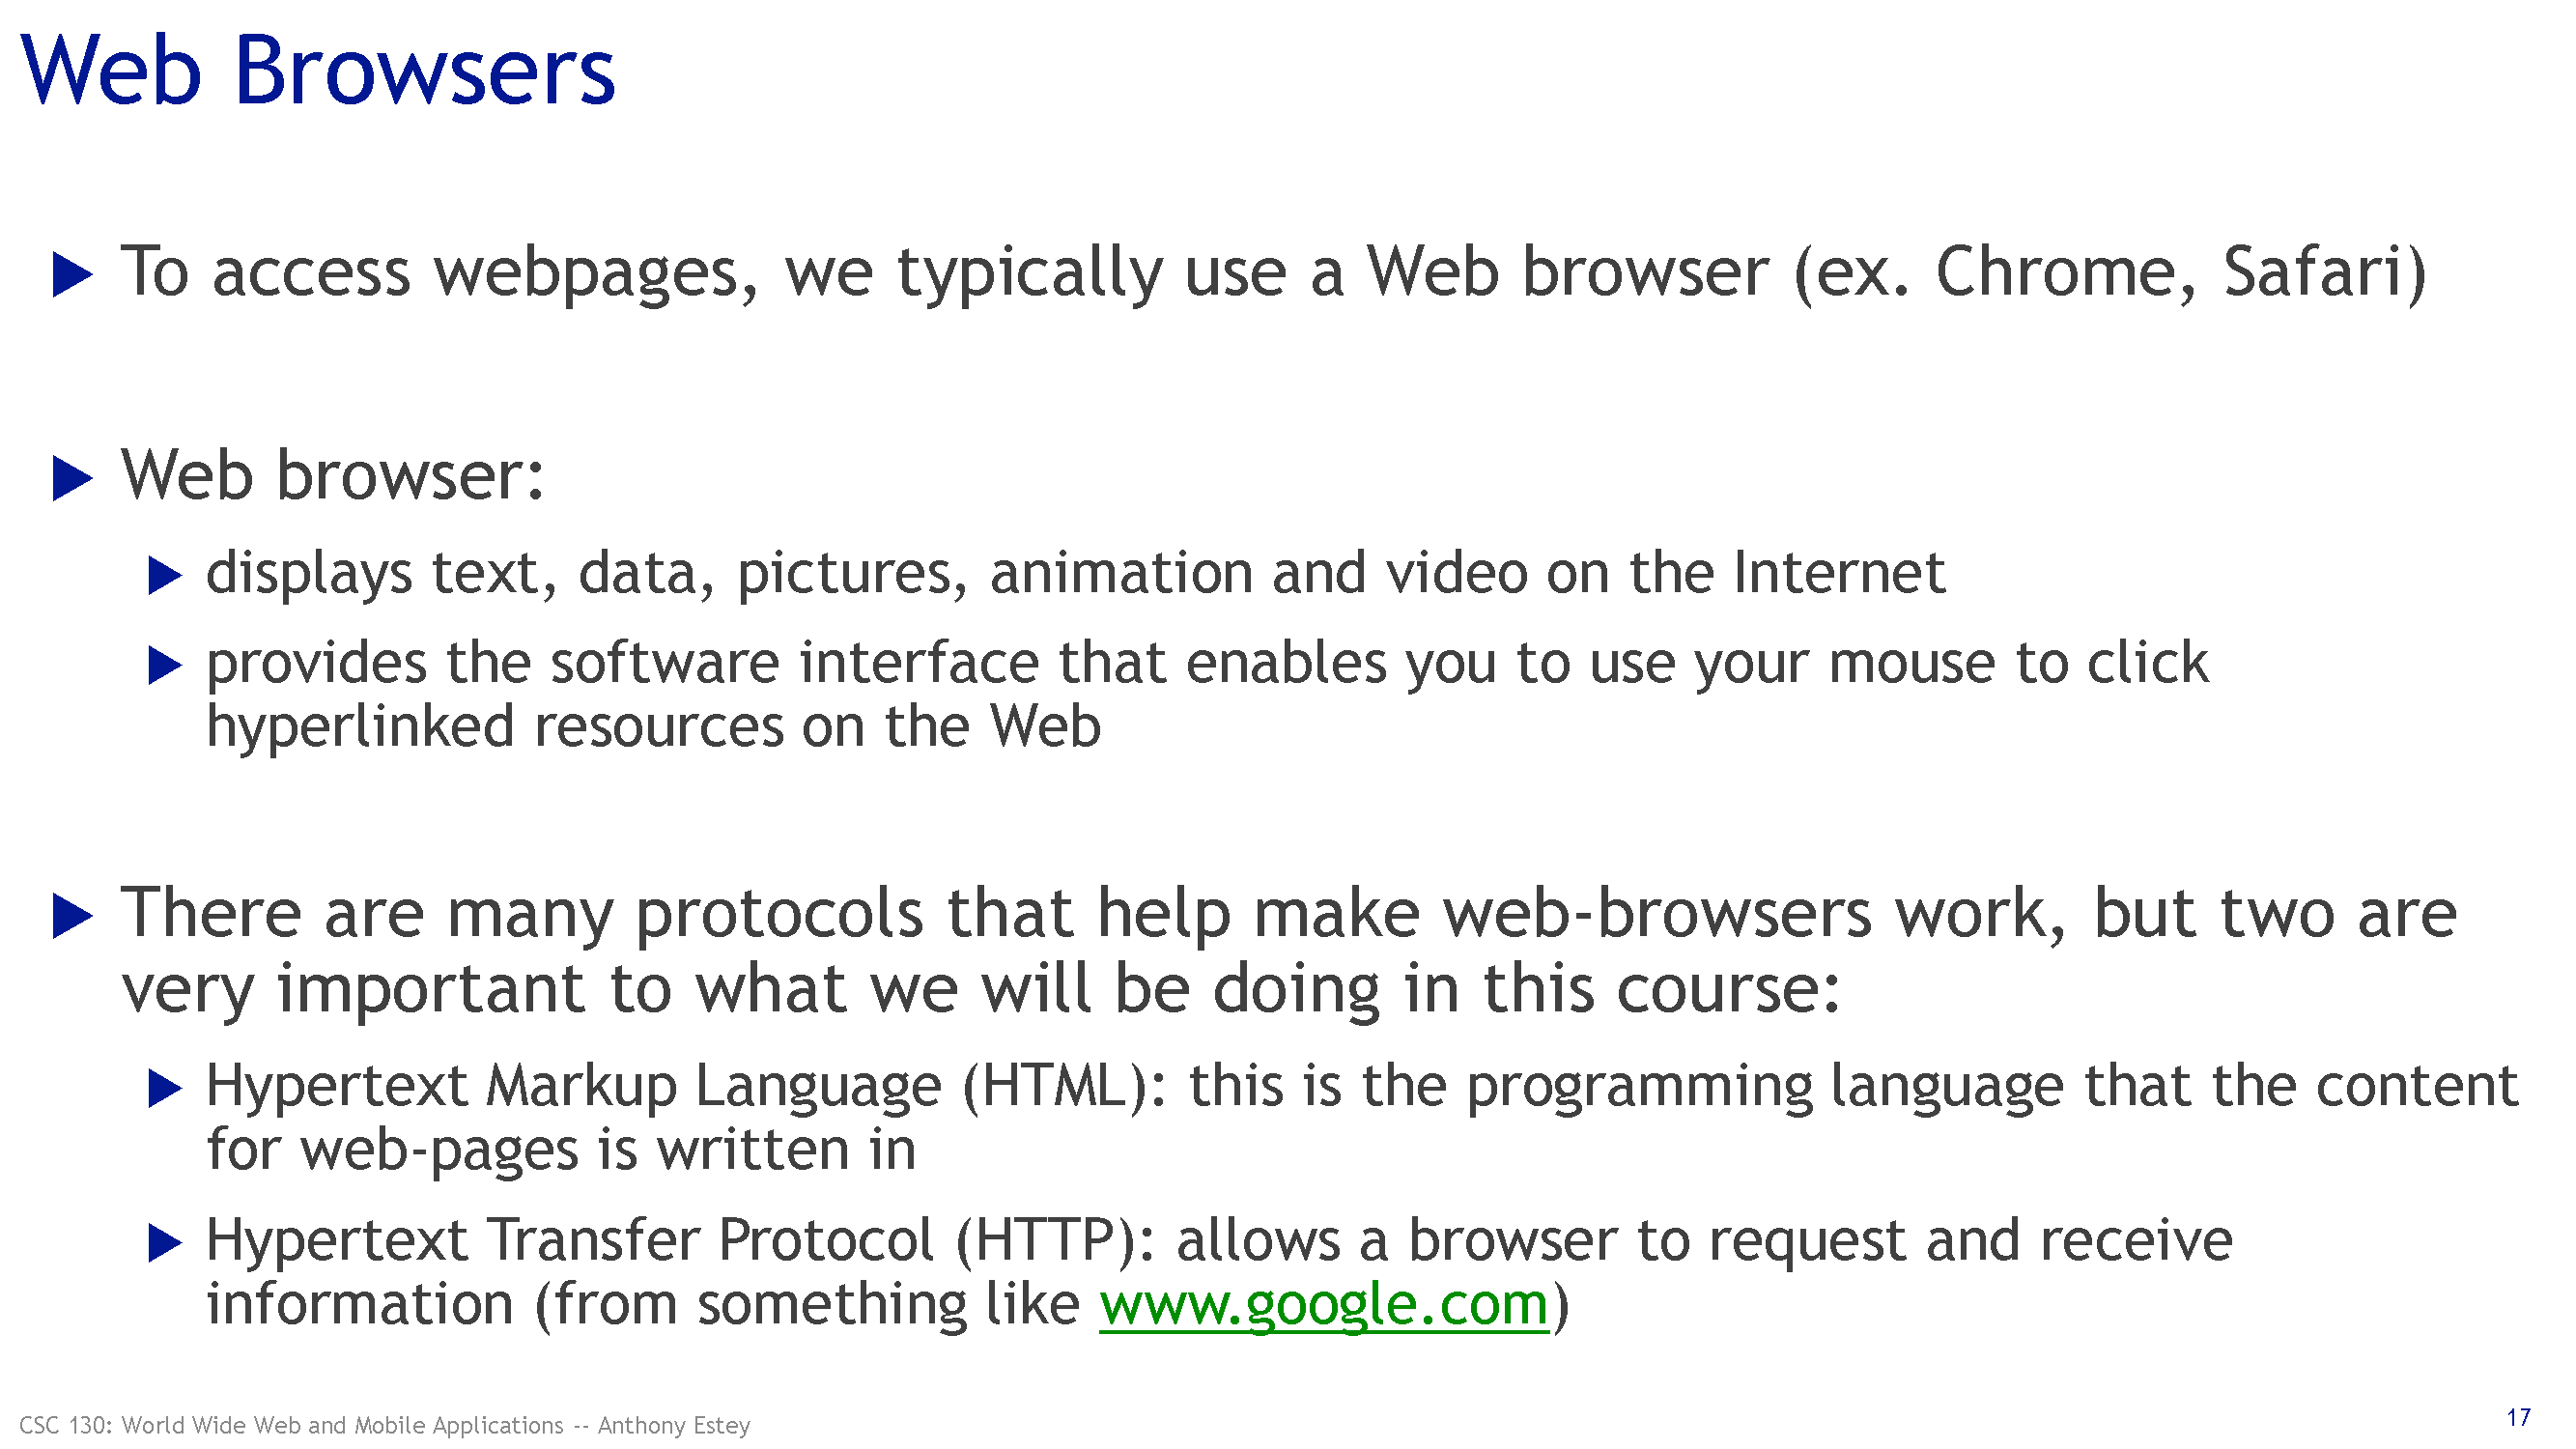 Web Browsers
To access webpages, we typically use a Web browser (ex. Chrome, Safari)
Web browser:
displays text, data, pictures, animation and video on the Internet
provides the software interface that enables you to use your mouse to click
hyperlinked resources on the Web
There are many protocols that help make web-browsers work, but two are
very important to what we will be doing in this course:
Hypertext Markup Language (HTML): this is the programming language that the content
for web-pages is written in
Hypertext Transfer Protocol (HTTP): allows a browser to request and receive
information (from something like www.google.com)
CSC 130: World Wide Web and Mobile Applications -- Anthony Estey
17